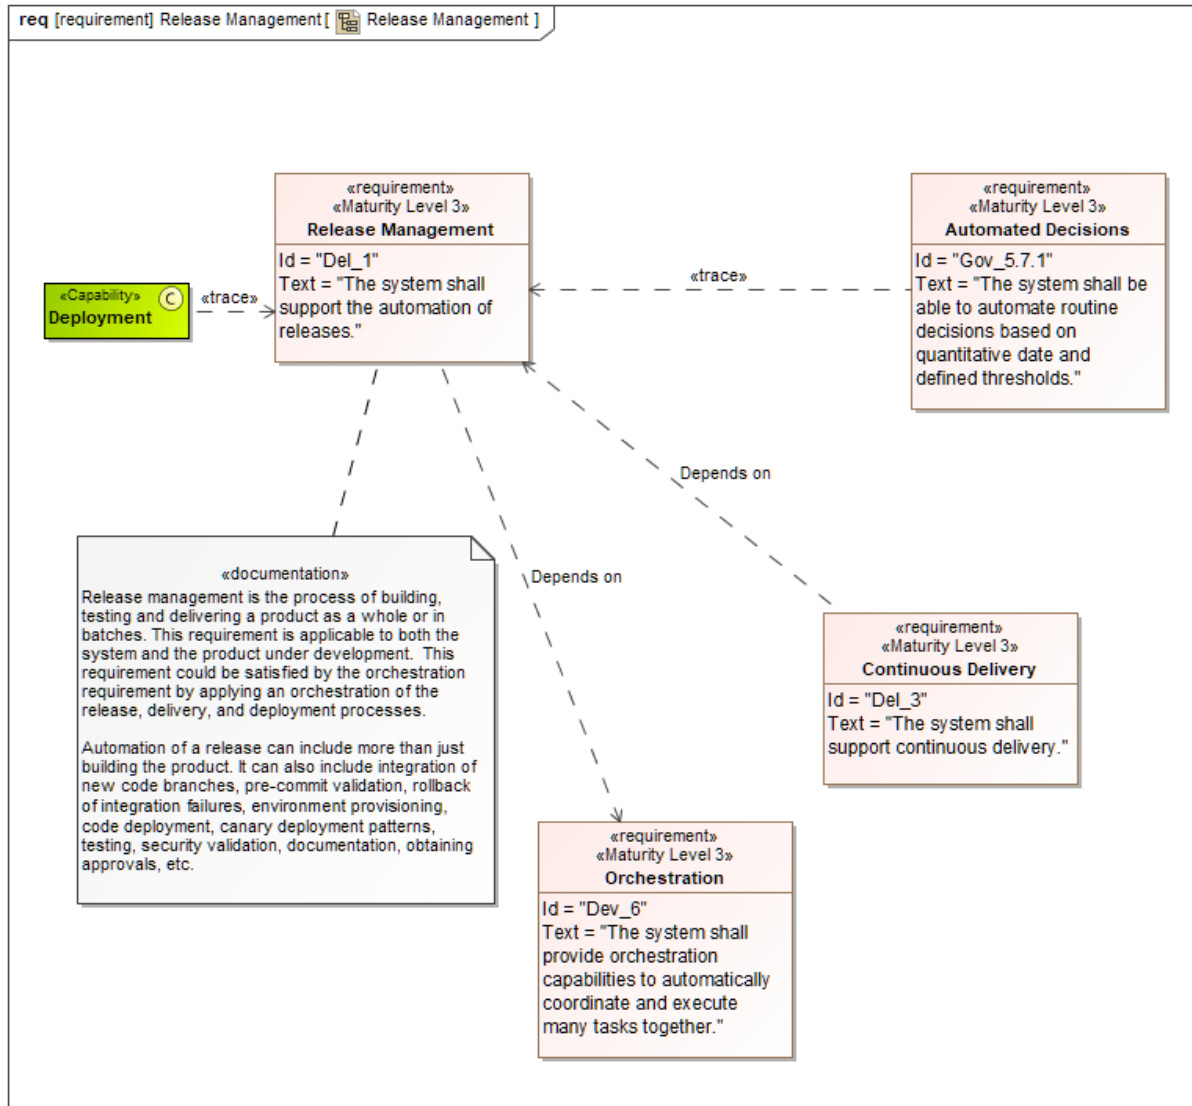 req [requirement] Release Management [ Release Management ]
«requirement»
«Maturity Level 3»
Release Management
Id = "Del_1"
Text = "The system shall
support the automation of
releases."
«requirement»
«Maturity Level 3»
Automated Decisions
Id = "Gov_5.7.1"
Text = "The system shall be
able to automate routine
decisions based on
quantitative date and
defined thresholds."
«Capability»
C
Deployment
«trace»
«trace»
Depends on
Depends on
«documentation»
Release management is the process of building,
testing and delivering a product as a whole or in
batches. This requirement is applicable to both the
system and the product under development.  This
requirement could be satisfied by the orchestration
requirement by applying an orchestration of the
release, delivery, and deployment processes.
Automation of a release can include more than just
building the product. It can also include integration of
new code branches, pre-commit validation, rollback
of integration failures, environment provisioning,
code deployment, canary deployment patterns,
testing, security validation, documentation, obtaining
approvals, etc.
«requirement»
«Maturity Level 3»
Continuous Delivery
Id = "Del_3"
Text = "The system shall
support continuous delivery."
«requirement»
«Maturity Level 3»
Orchestration
Id = "Dev_6"
Text = "The system shall
provide orchestration
capabilities to automatically
coordinate and execute
many tasks together."